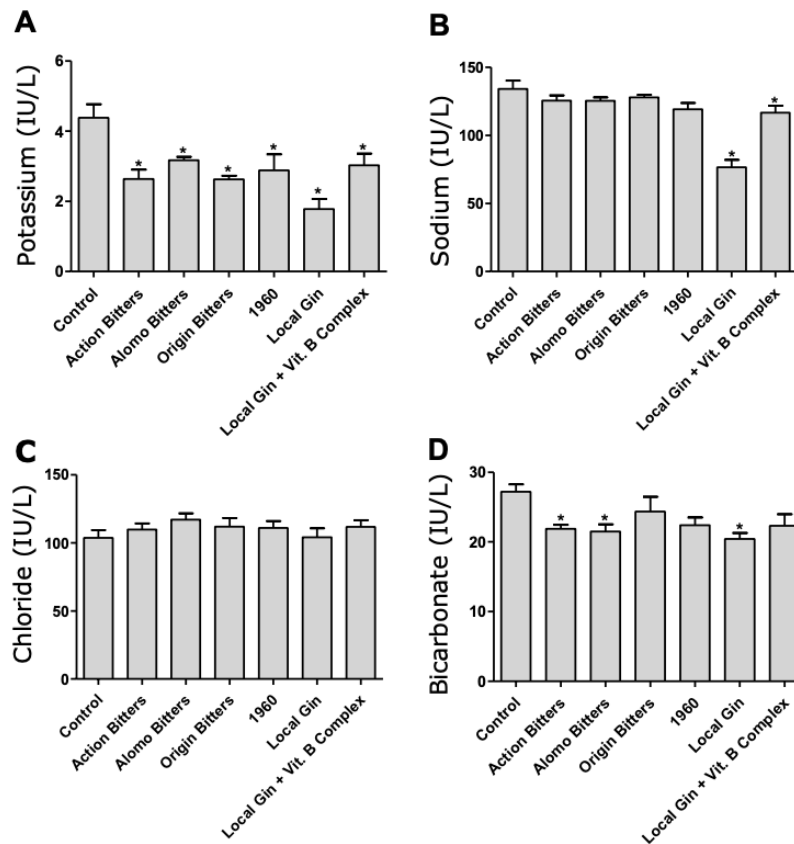 A
Potassium (IU/L)
6
4
2
0
*
*
*
*
*
*
Control
Action Bitters
Alomo Bitters
Origin Bitters
1960
Local Gin
Local Gin + Vit. B Complex
B
Sodium (IU/L)
150
100
50
0
*
*
Control
Action Bitters
Alomo Bitters
Origin Bitters
1960
Local Gin
Local Gin + Vit. B Complex
C
Chloride (IU/L)
150
100
50
0
Control
Action Bitters
Alomo Bitters
Origin Bitters
1960
Local Gin
Local Gin + Vit. B Complex
D
Bicarbonate (IU/L)
30
20
10
0
*
*
*
Control
Action Bitters
Alomo Bitters
Origin Bitters
1960
Local Gin
Local Gin + Vit. B Complex